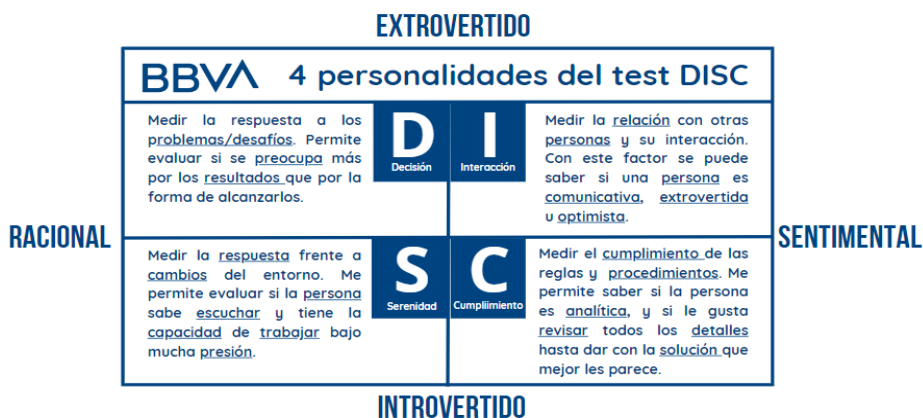 EXTROVERTIDO
BBVA 4 personalidades del test DISC
Medir la respuesta a los
problemas/desafíos. Permite
evaluar si se preocupa más
por los resultados que por la
forma de alcanzarlos.
D
Decisión
I
Interacción
Medir la relación con otras
personas y su interacción.
Con este factor se puede
saber si una persona es
comunicativa, extrovertida
u optimista.
RACIONAL
SENTIMENTAL
Medir la respuesta frente a
cambios del entorno. Me
permite evaluar si la persona
sabe escuchar y tiene la
capacidad de trabajar bajo
mucha presión.
S
Serenidad
C
Cumpliimiento
Medir el cumplimiento de las
reglas y procedimientos. Me
permite saber si la persona
es analítica, y si le gusta
revisar todos los detalles
hasta dar con la solución que
mejor les parece.
INTROVERTIDO